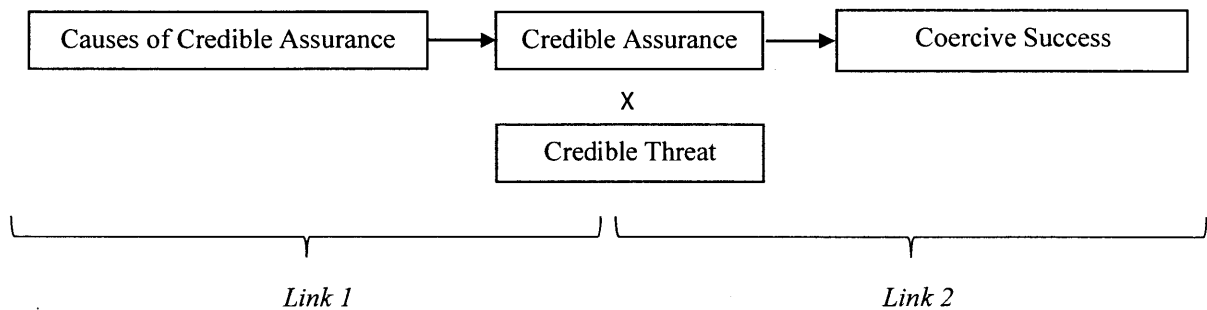 Causes of Credible Assurance
Credible Assurance
Coercive Success
X
Credible Threat
Link 1
Link 2